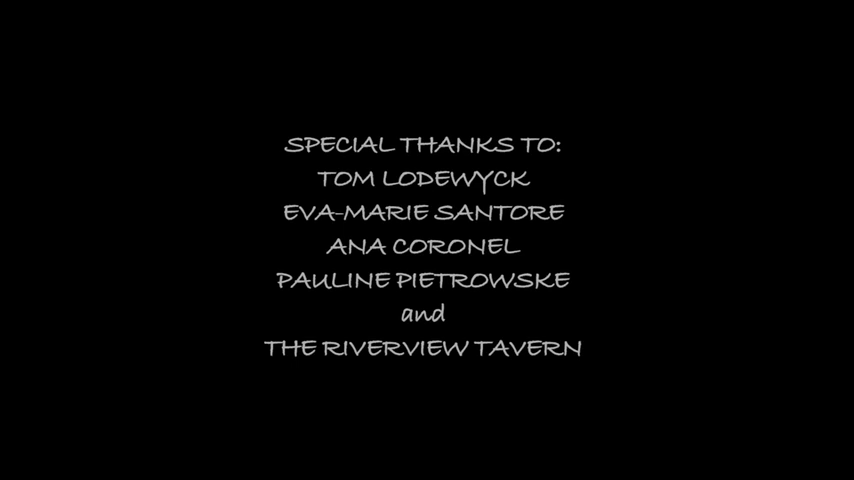 SPECIAL THANKS TO:
TOM LODEWYCK
EVA-MARIE SANTORE
ANA CORONEL
PAULINE PIETROWSKE
and
THE RIVERVIEW TAVERN